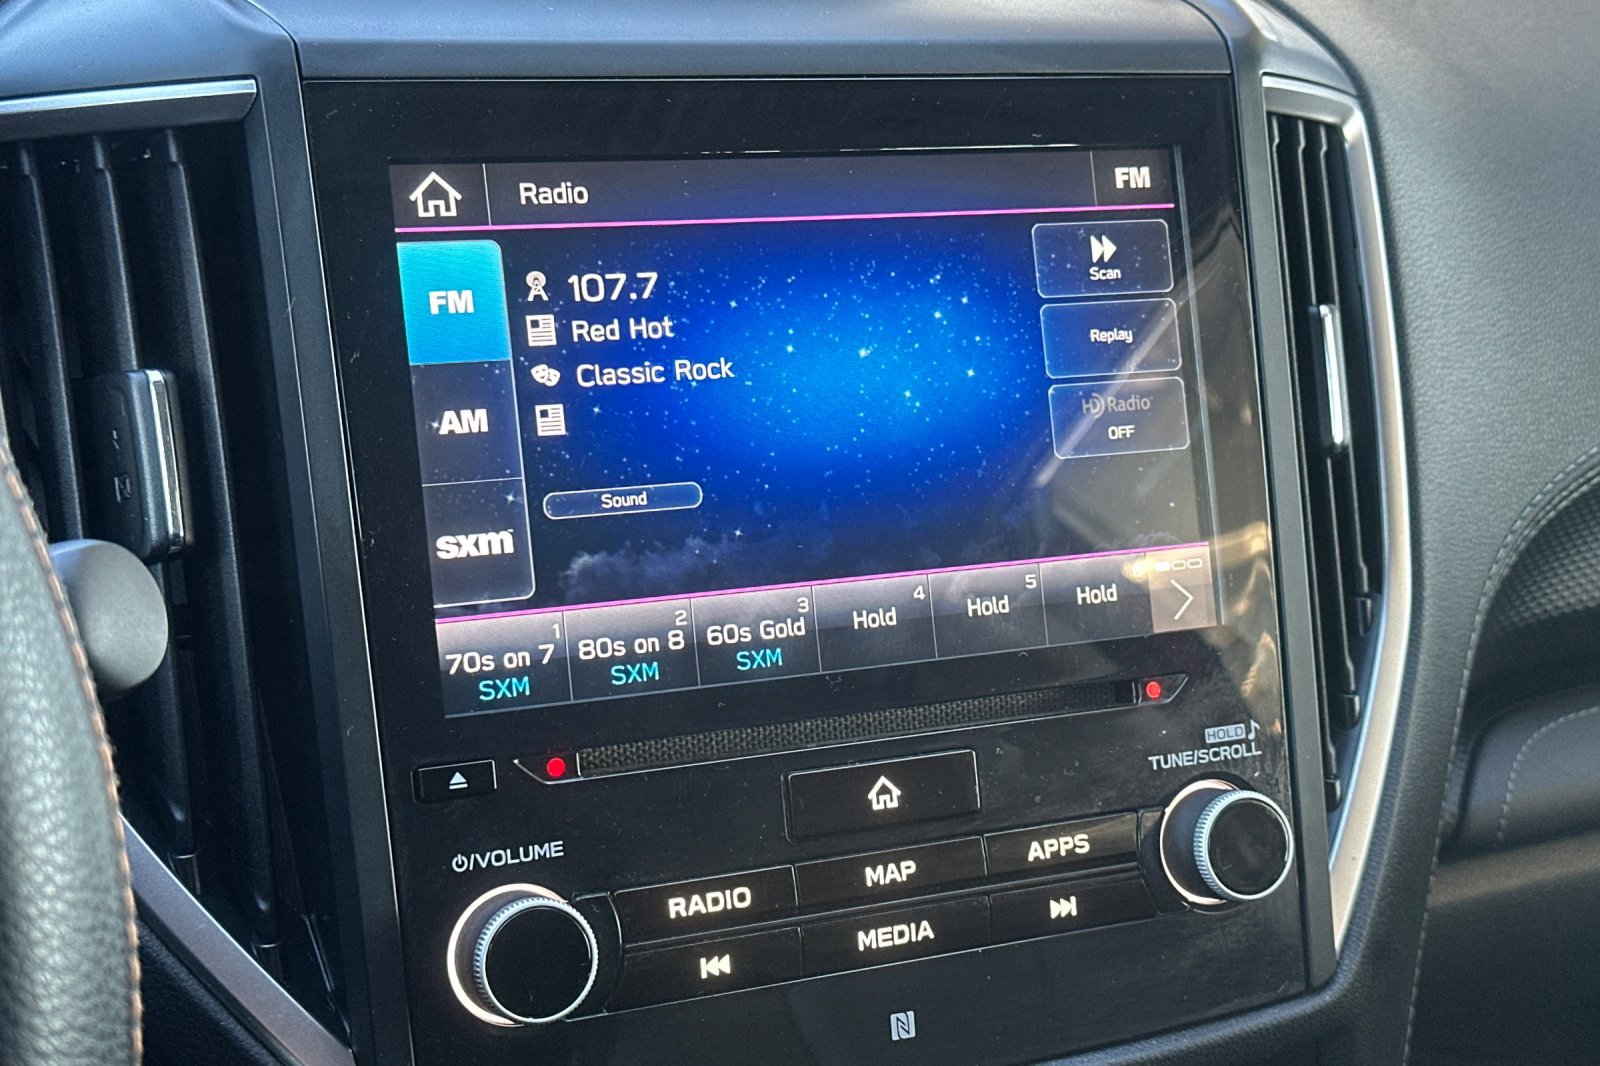 Radio
FM
FM
107.7
Scan
Red Hot
Replay
Classic Rock
HD Radio
OFF
AM
Sound
sxm
1
70s on 7
SXM
2
80s on 8
SXM
3
60s Gold
SXM
4
Hold
5
Hold
Hold
HOLD
TUNE/SCROLL
/VOLUME
RADIO
MAP
APPS
MEDIA